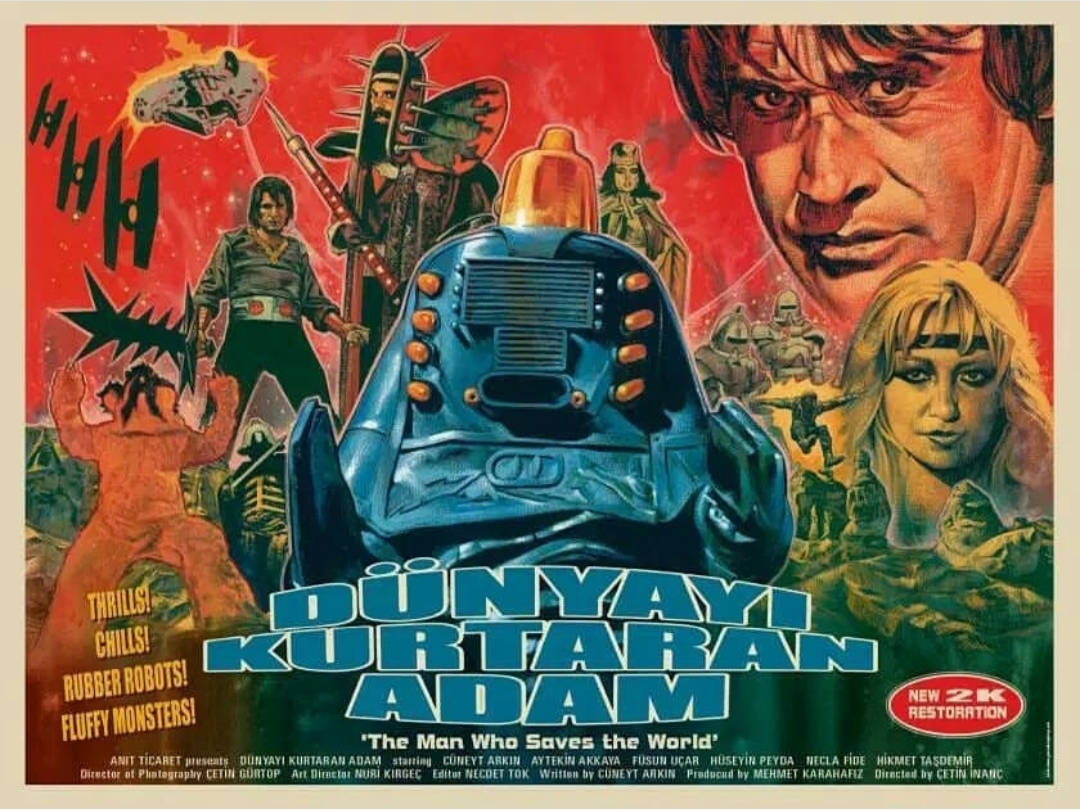 THRILLS!
CHILLS!
RUBBER ROBOTS!
FLUFFY MONSTERS!
DÜNYAYI
KURTARAN
ADAM
'The Man Who Saves the World'
NEW 2K
RESTORATION
ANIT TİCARET presents DÜNYAYI KURTARAN ADAM starring CÜNEYT ARKIN AYTEKİN AKKAYA FÜSUN UÇAR HÜSEYİN PEYDA NECLA FİDE HİKMET TAŞDEMİR
Director of Photography ÇETİN GÜRTOP Art Director NURİ KIRGEÇ Editor NECDET TOK Written by CÜNEYT ARKIN Produced by MEHMET KARAHAFIZ Directed by ÇETİN İNANÇ